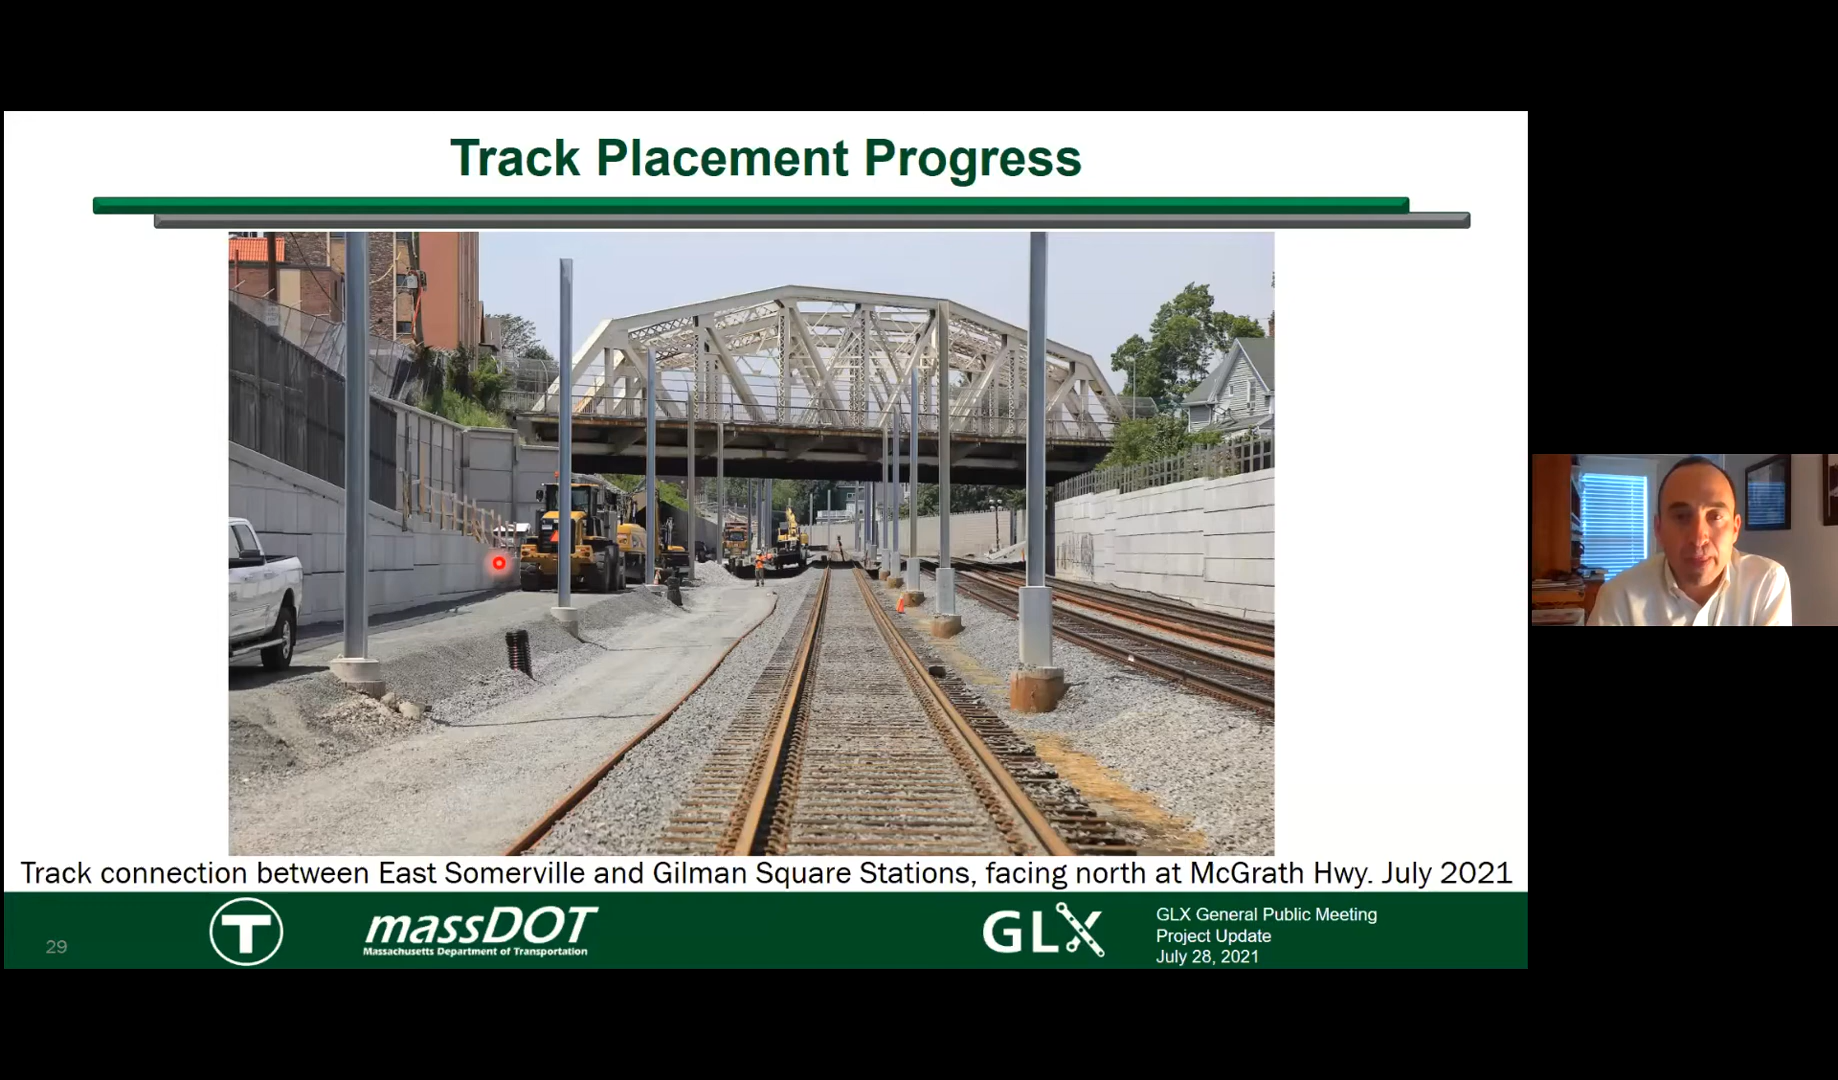 Track Placement Progress
Track connection between East Somerville and Gilman Square Stations, facing north at McGrath Hwy. July 2021
29
T
massDOT
Massachusetts Department of Transportation
GLX
GLX General Public Meeting
Project Update
July 28, 2021